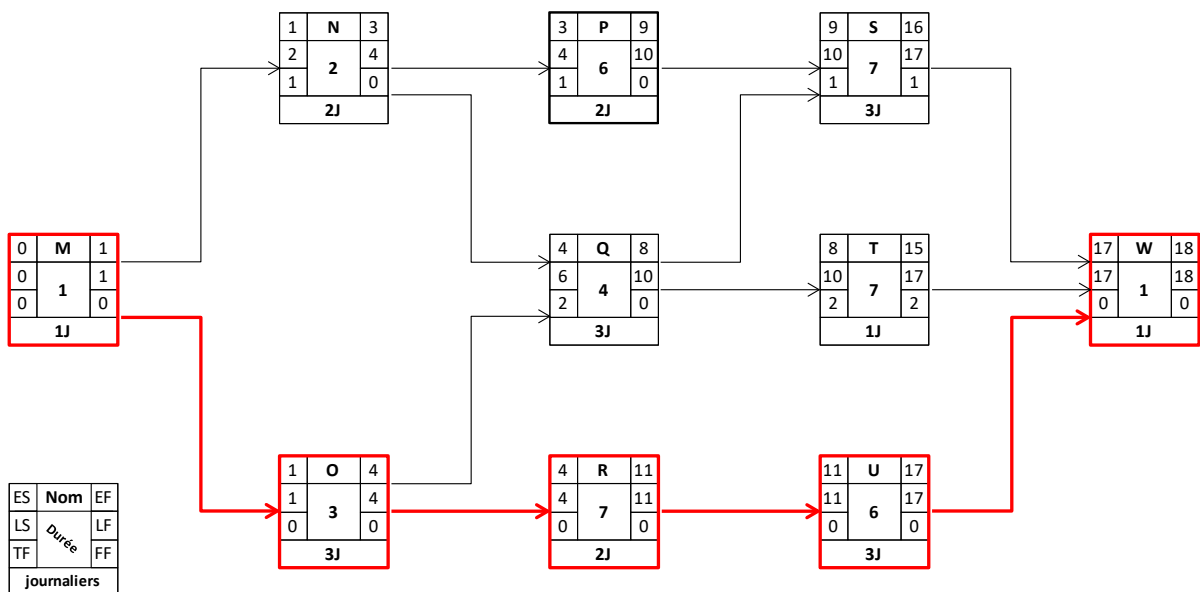 1 N 3
2 2 4
1 0
2J
3 P 9
4 6 10
1 0
2J
9 S 16
10 7 17
1 1
3J
0 M 1
0 1 1
0 0
1J
4 Q 8
6 4 10
2 0
3J
8 T 15
10 7 17
2 2
1J
17 W 18
17 1 18
0 0
1J
1 O 4
1 3 4
0 0
3J
4 R 11
4 7 11
0 0
2J
11 U 17
11 6 17
0 0
3J
ES Nom EF
LS Durée LF
TF FF
journaliers